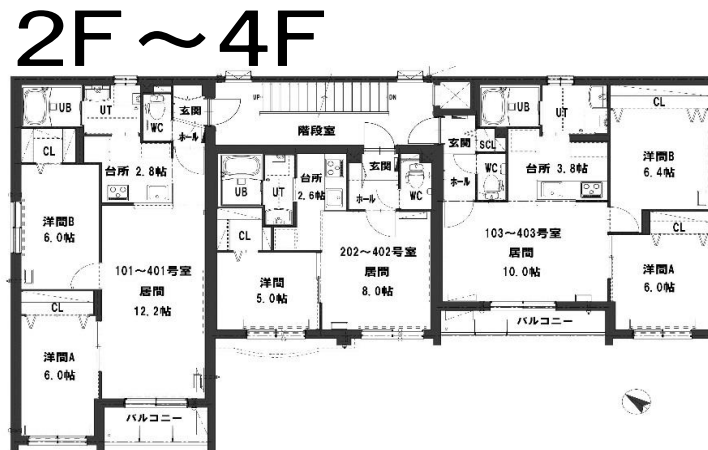 2F～4F
UB
UT
WC
玄関
ホール
CL
台所 2.8帖
洋間B
6.0帖
101～401号室
居間
12.2帖
CL
洋間A
6.0帖
バルコニー
UP
DN
階段室
UB
UT
台所
2.6帖
玄関
ホール
WC
CL
洋間
5.0帖
202～402号室
居間
8.0帖
玄関
SCL
ホール
WC
UB
UT
台所 3.8帖
CL
洋間B
6.4帖
103～403号室
居間
10.0帖
CL
洋間A
6.0帖
バルコニー